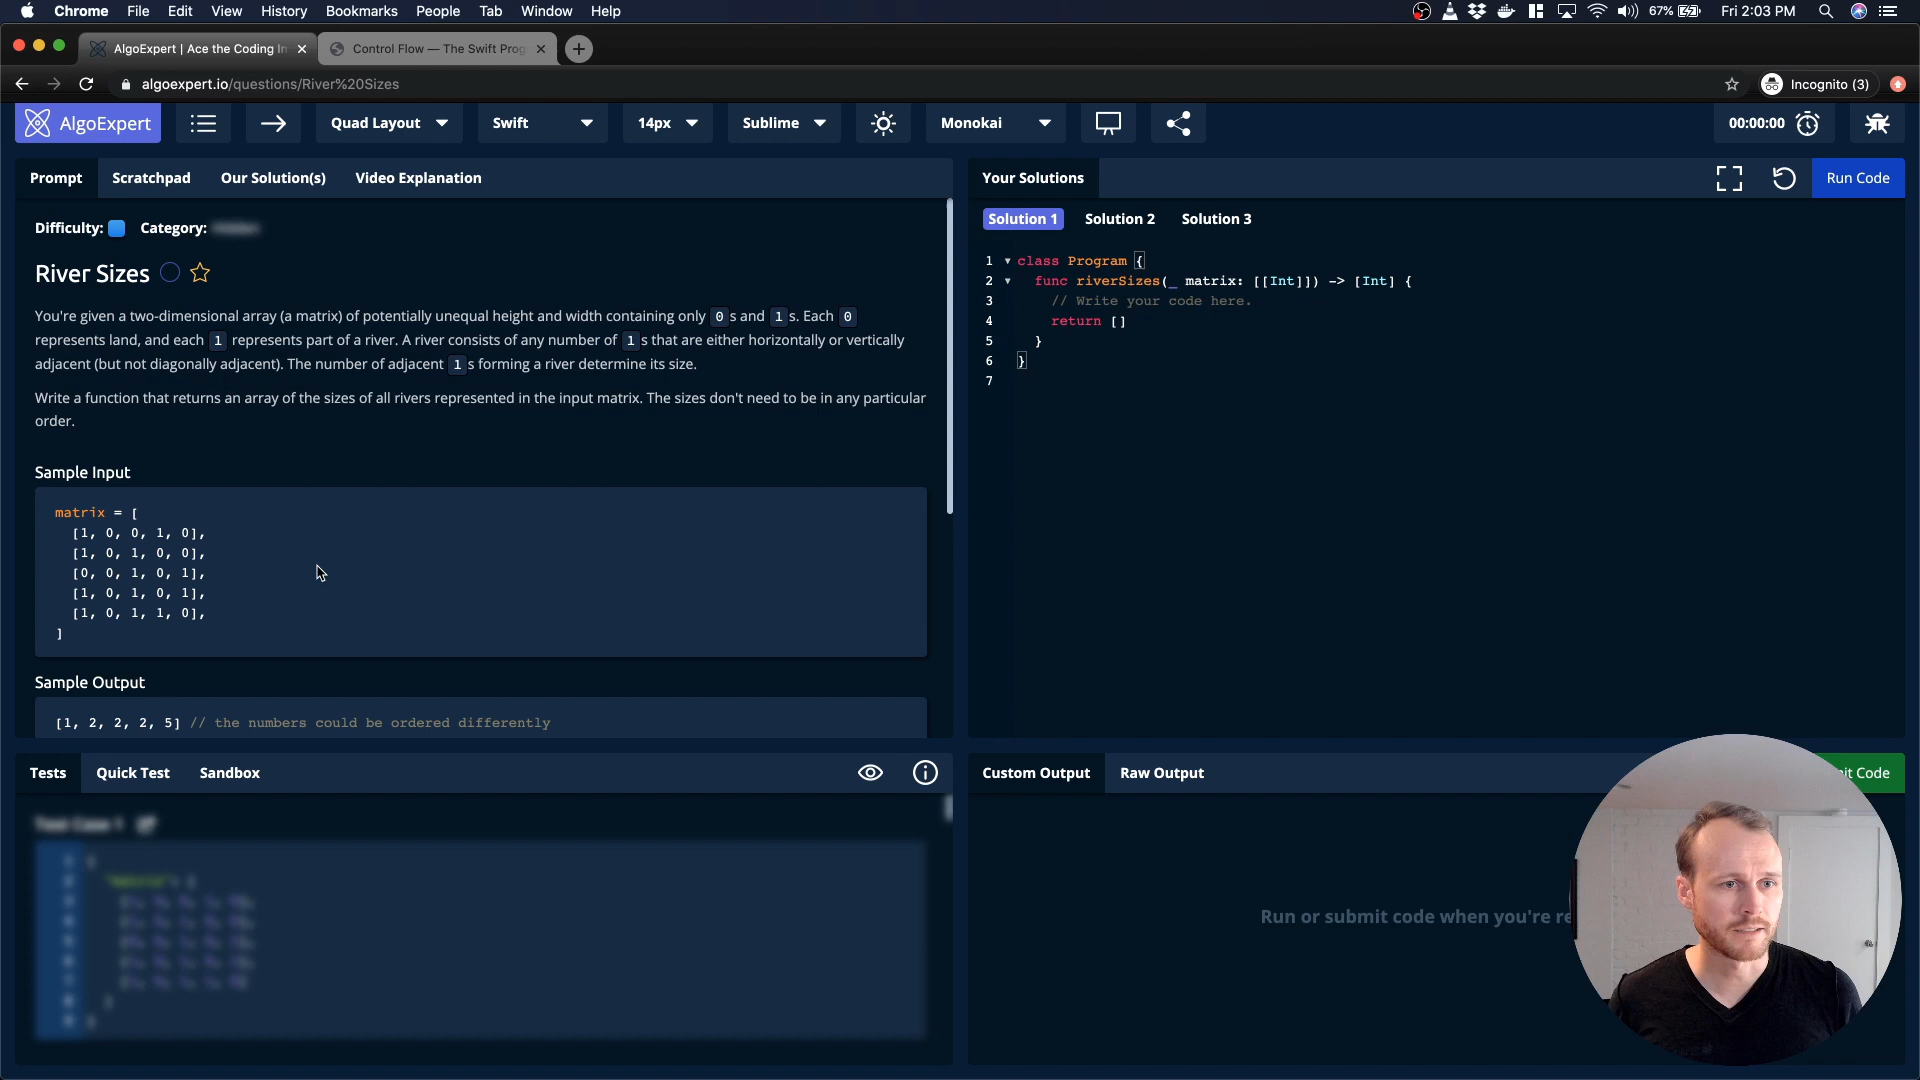 Chrome File Edit View History Bookmarks People Tab Window Help 67% Fri 2:03 PM
AlgoExpert | Ace the Coding In
Control Flow — The Swift Prog
algoexpert.io/questions/River%20Sizes
Incognito (3)
AlgoExpert
Quad Layout
Swift
14px
Sublime
Monokai
00:00:00
Prompt Scratchpad Our Solution(s) Video Explanation
Difficulty: Category:
River Sizes
You're given a two-dimensional array (a matrix) of potentially unequal height and width containing only 0s and 1s. Each 0
represents land, and each 1 represents part of a river. A river consists of any number of 1s that are either horizontally or vertically
adjacent (but not diagonally adjacent). The number of adjacent 1s forming a river determine its size.
Write a function that returns an array of the sizes of all rivers represented in the input matrix. The sizes don't need to be in any particular
order.
Sample Input
matrix = [
[1, 0, 0, 1, 0],
[1, 0, 1, 0, 0],
[0, 0, 1, 0, 1],
[1, 0, 1, 0, 1],
[1, 0, 1, 1, 0],
]
Sample Output
[1, 2, 2, 2, 5] // the numbers could be ordered differently
Your Solutions
Run Code
Solution 1 Solution 2 Solution 3
1 class Program {
2 func riverSizes(_ matrix: [[Int]]) -> [Int] {
3 // Write your code here.
4 return []
5 }
6 }
7
Tests Quick Test Sandbox
Test Case 1
Custom Output Raw Output
it Code
Run or submit code when you're re